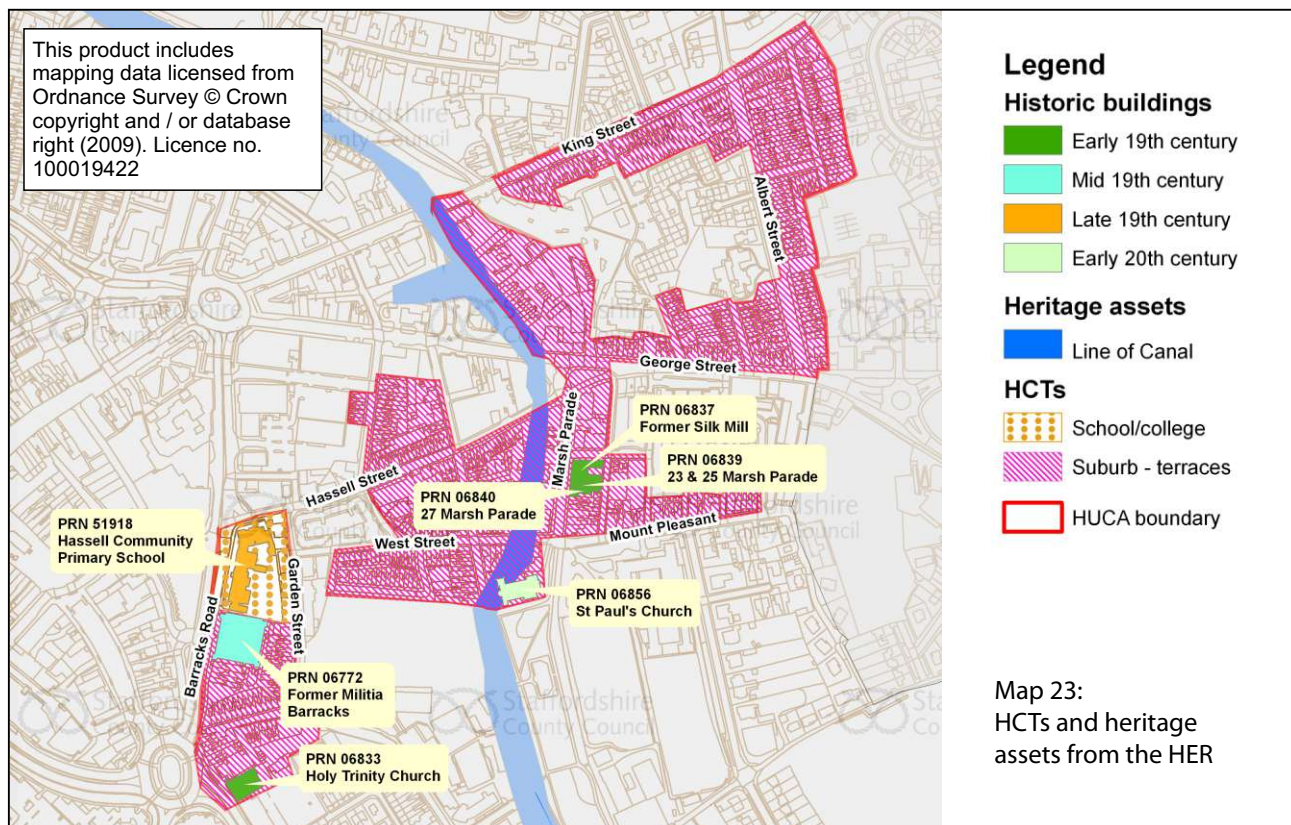 This product includes
mapping data licensed from
Ordnance Survey © Crown
copyright and / or database
right (2009). Licence no.
100019422
King Street
Albert Street
George Street
Marsh Parade
PRN 06837
Former Silk Mill
PRN 06839
23 & 25 Marsh Parade
PRN 06840
27 Marsh Parade
Hassell Street
Mount Pleasant
West Street
PRN 51918
Hassell Community
Primary School
Garden Street
Barracks Road
PRN 06856
St Paul's Church
PRN 06772
Former Militia
Barracks
PRN 06833
Holy Trinity Church
Staffordshire
County Council
Legend
Historic buildings
Early 19th century
Mid 19th century
Late 19th century
Early 20th century
Heritage assets
Line of Canal
HCTs
School/college
Suburb - terraces
HUCA boundary
Map 23:
HCTs and heritage
assets from the HER